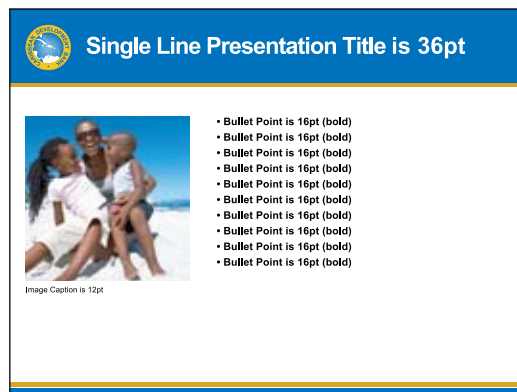 CARIBBEAN DEVELOPMENT BANK
Single Line Presentation Title is 36pt
• Bullet Point is 16pt (bold)
• Bullet Point is 16pt (bold)
• Bullet Point is 16pt (bold)
• Bullet Point is 16pt (bold)
• Bullet Point is 16pt (bold)
• Bullet Point is 16pt (bold)
• Bullet Point is 16pt (bold)
• Bullet Point is 16pt (bold)
• Bullet Point is 16pt (bold)
• Bullet Point is 16pt (bold)
Image Caption is 12pt